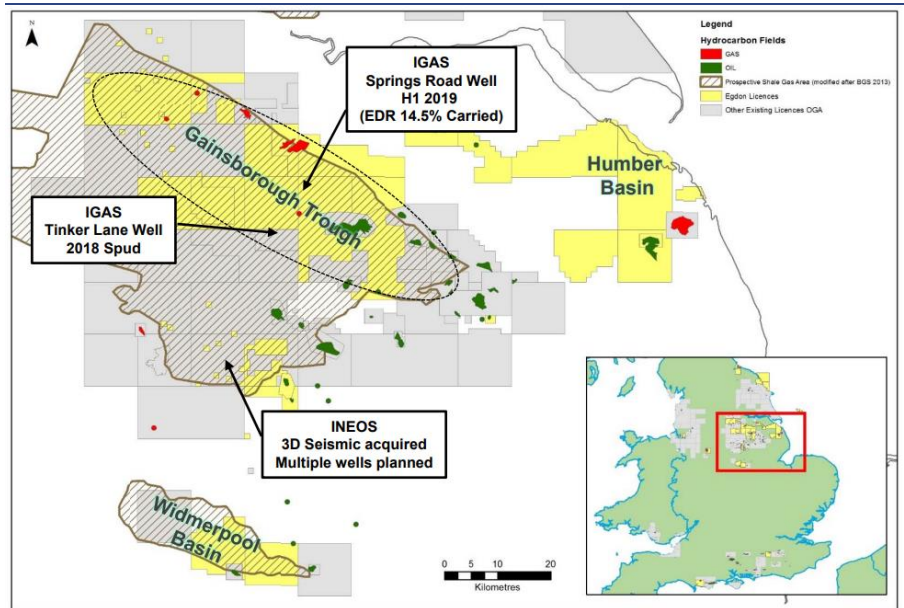 N
IGAS
Springs Road Well
H1 2019
(EDR 14.5% Carried)
Legend
Hydrocarbon Fields
GAS
OIL
Prospective Shale Gas Area (modified after BGS 2013)
Egdon Licences
Other Existing Licences OGA
Gainsborough Trough
Humber
Basin
IGAS
Tinker Lane Well
2018 Spud
INEOS
3D Seismic acquired
Multiple wells planned
Widmerpool
Basin
0 5 10 20
Kilometres